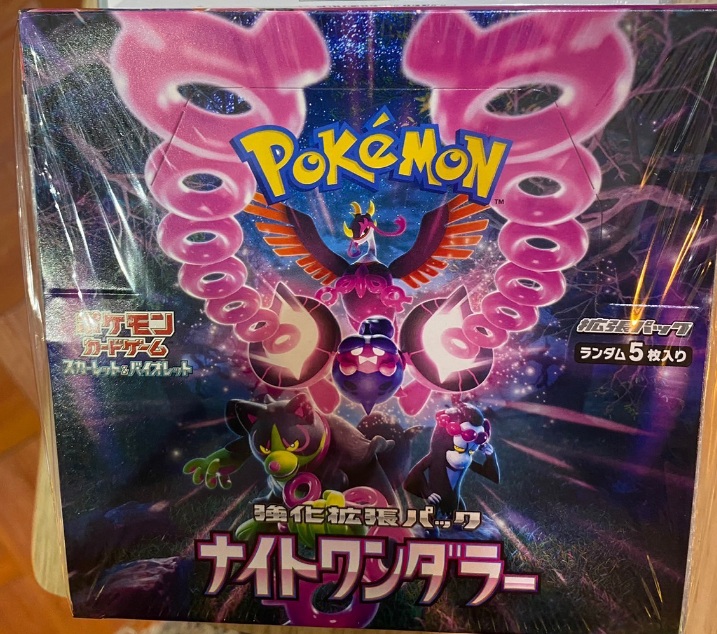 POKéMON
TM
ポケモン
カードゲーム
スカーレット&バイオレット
拡張パック
ランダム5枚入り
強化拡張パック
ナイトワンダラー